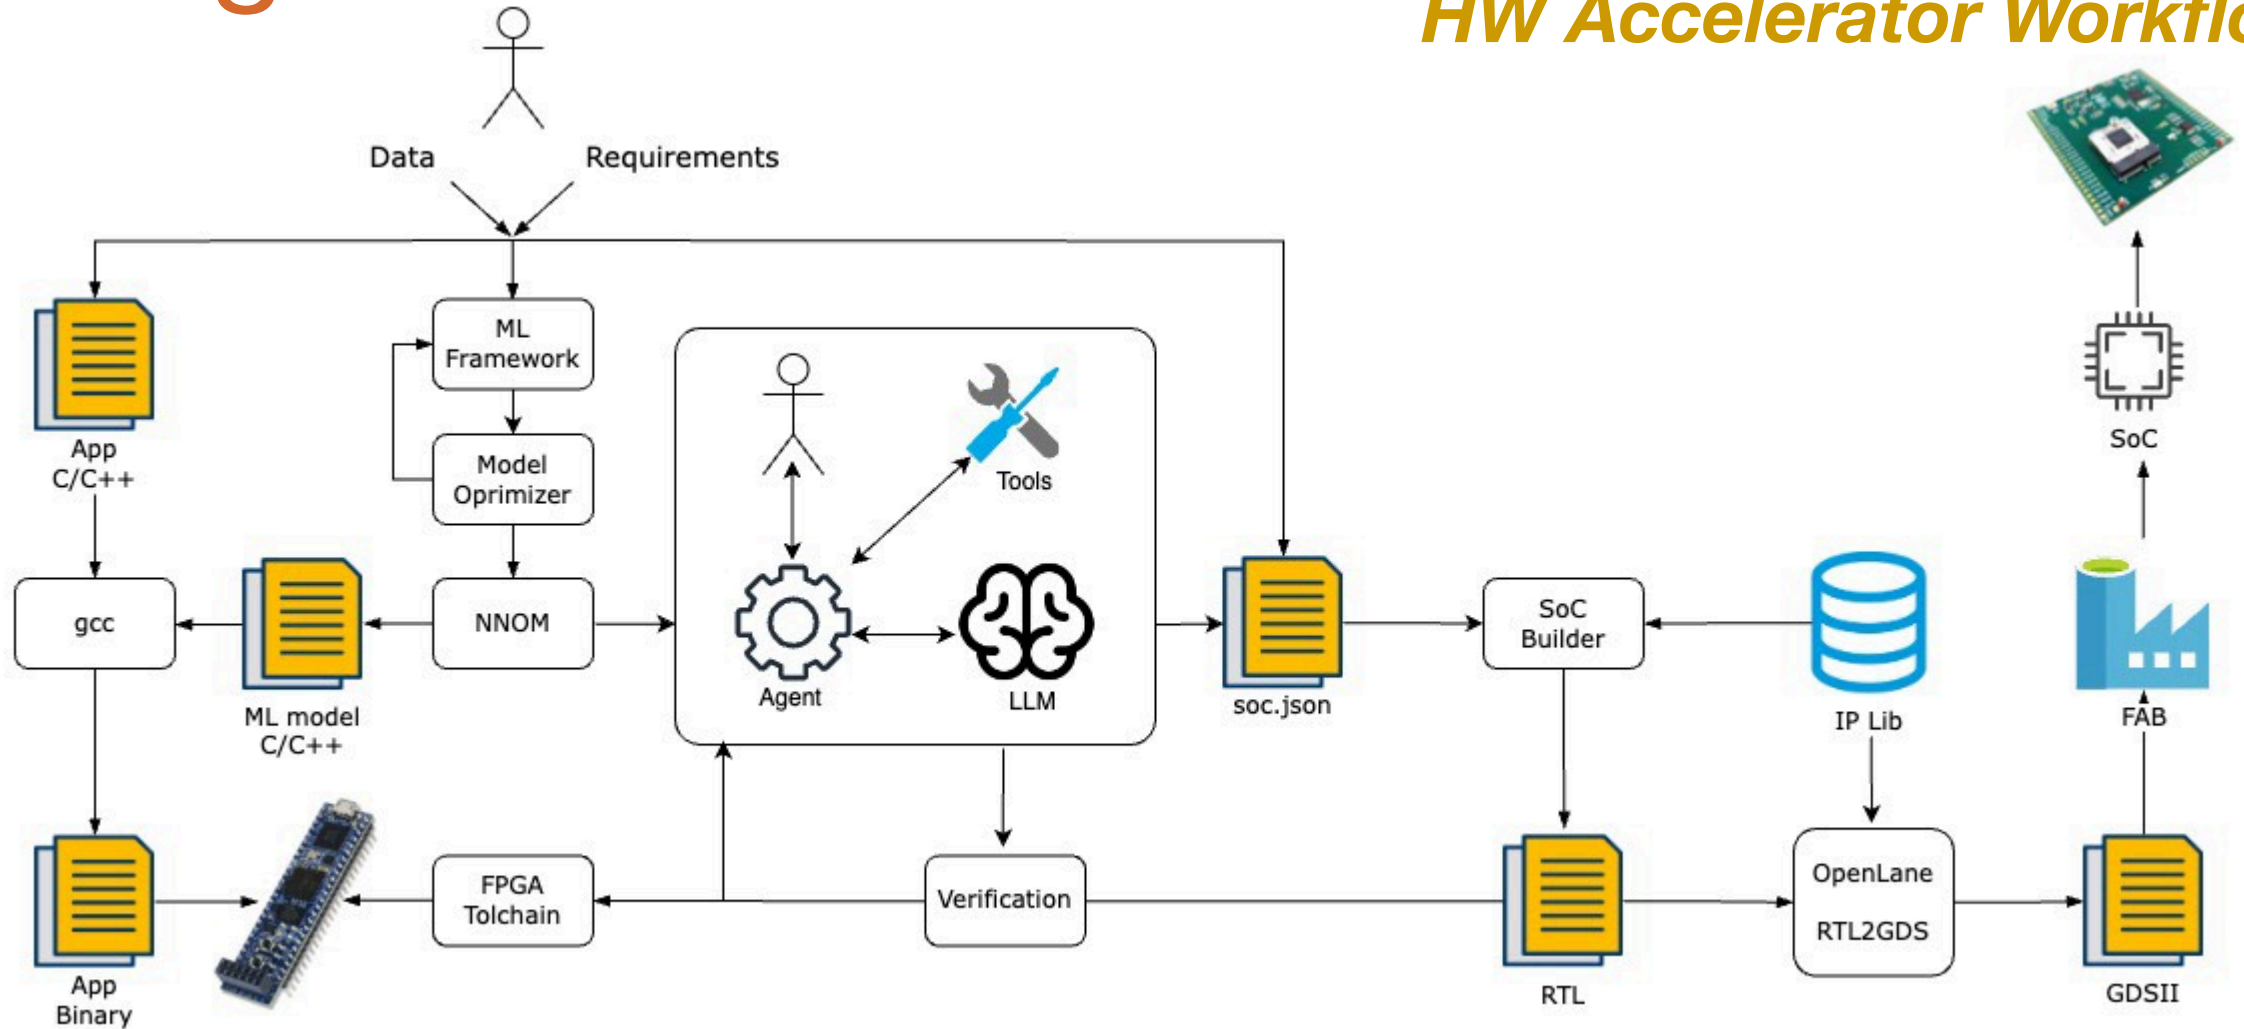 HW Accelerator
Data
Requirements
ML
Framework
App
C/C++
Model
Oprimizer
Tools
SoC
gcc
NNOM
SoC
Builder
Agent
LLM
soc.json
ML model
C/C++
IP Lib
FAB
FPGA
Tolchain
Verification
OpenLane
RTL2GDS
App
Binary
RTL
GDSII